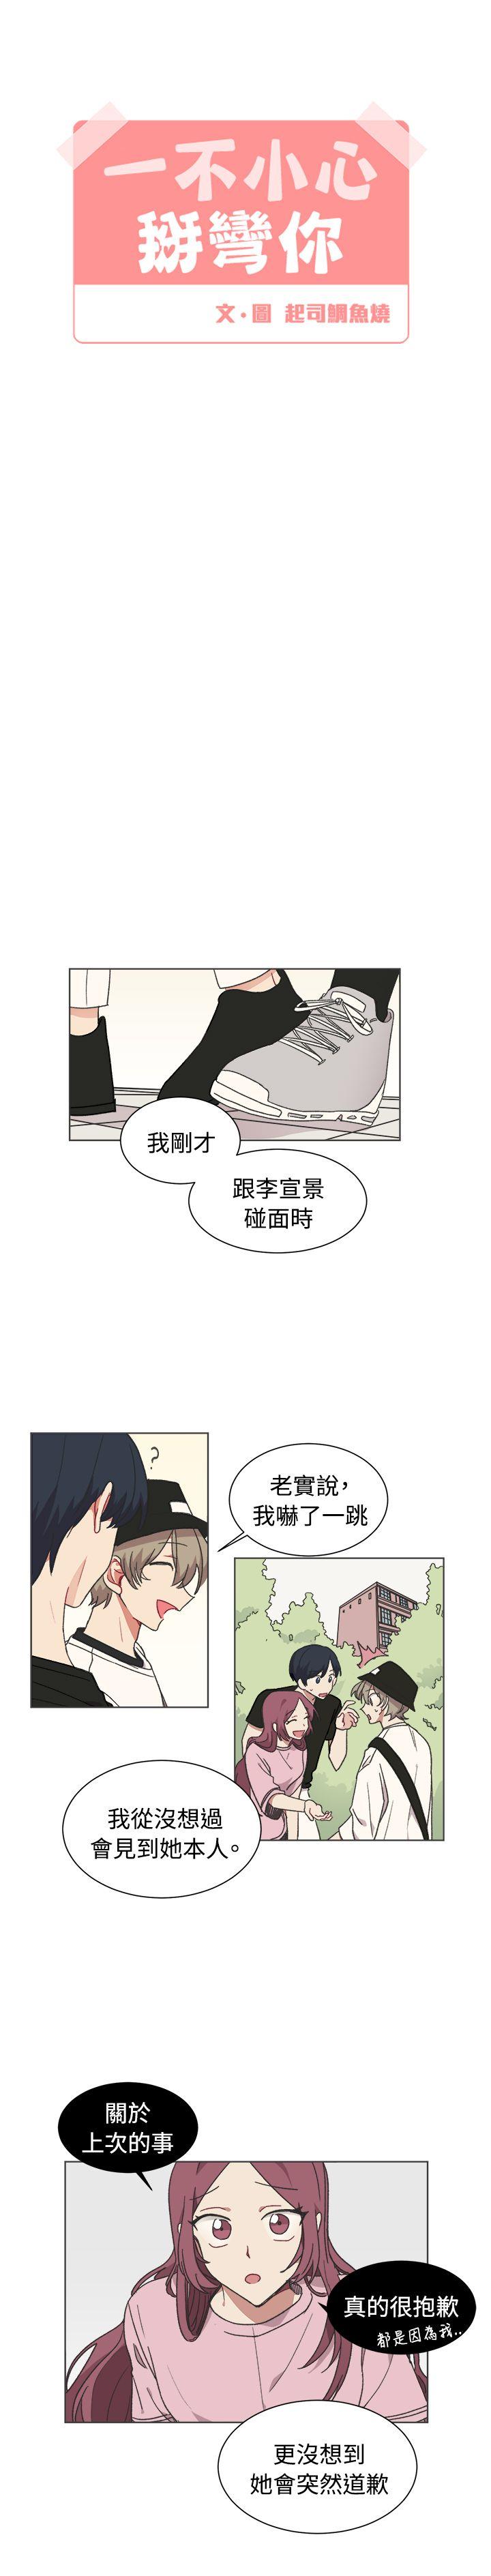 一不小心
掰彎你
文・圖 起司鯛魚燒
我剛才
跟李宣景
碰面時
?
老實說，
我嚇了一跳
我從沒想過
會見到她本人。
關於
上次的事
真的很抱歉
都是因為我..
更沒想到
她會突然道歉